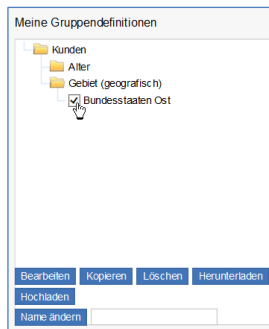 Meine Gruppendefinitionen
Kunden
Alter
Gebiet (geografisch)
Bundesstaaten Ost
Bearbeiten Kopieren Löschen Herunterladen
Hochladen
Name ändern